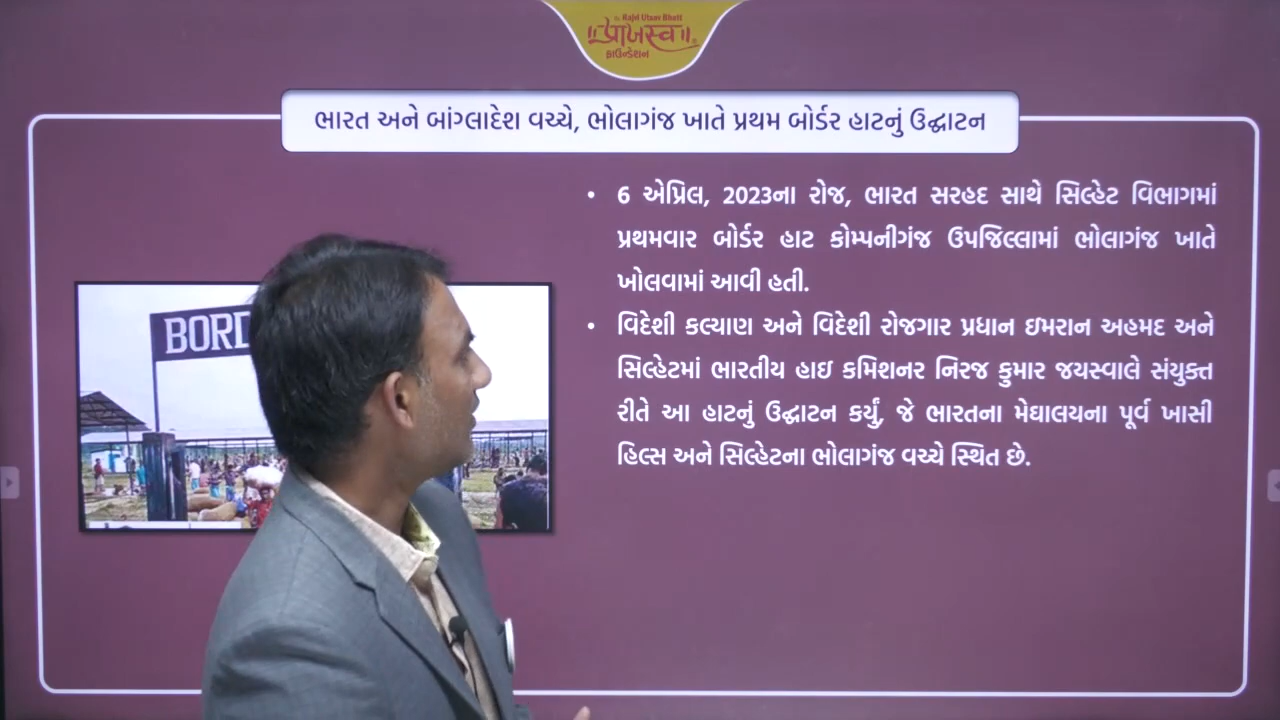 Rajvi Utsav Bhatt
ફાઉન્ડેશન
ભારત અને બાંગ્લાદેશ વચ્ચે, ભોલાગંજ ખાતે પ્રથમ બોર્ડર હાટનું ઉદ્ઘાટન
• 6 એપ્રિલ, 2023ના રોજ, ભારત સરહદ સાથે સિલ્હેટ વિભાગમાં
પ્રથમવાર બોર્ડર હાટ કોમ્પનીગંજ ઉપજિલ્લામાં ભોલાગંજ ખાતે
ખોલવામાં આવી હતી.
• વિદેશી કલ્યાણ અને વિદેશી રોજગાર પ્રધાન ઇમરાન અહમદ અને
સિલ્હેટમાં ભારતીય હાઇ કમિશનર નિરજ કુમાર જયસ્વાલે સંયુક્ત
રીતે આ હાટનું ઉદ્ઘાટન કર્યું, જે ભારતના મેઘાલયના પૂર્વ ખાસી
હિલ્સ અને સિલ્હેટના ભોલાગંજ વચ્ચે સ્થિત છે.
BORD